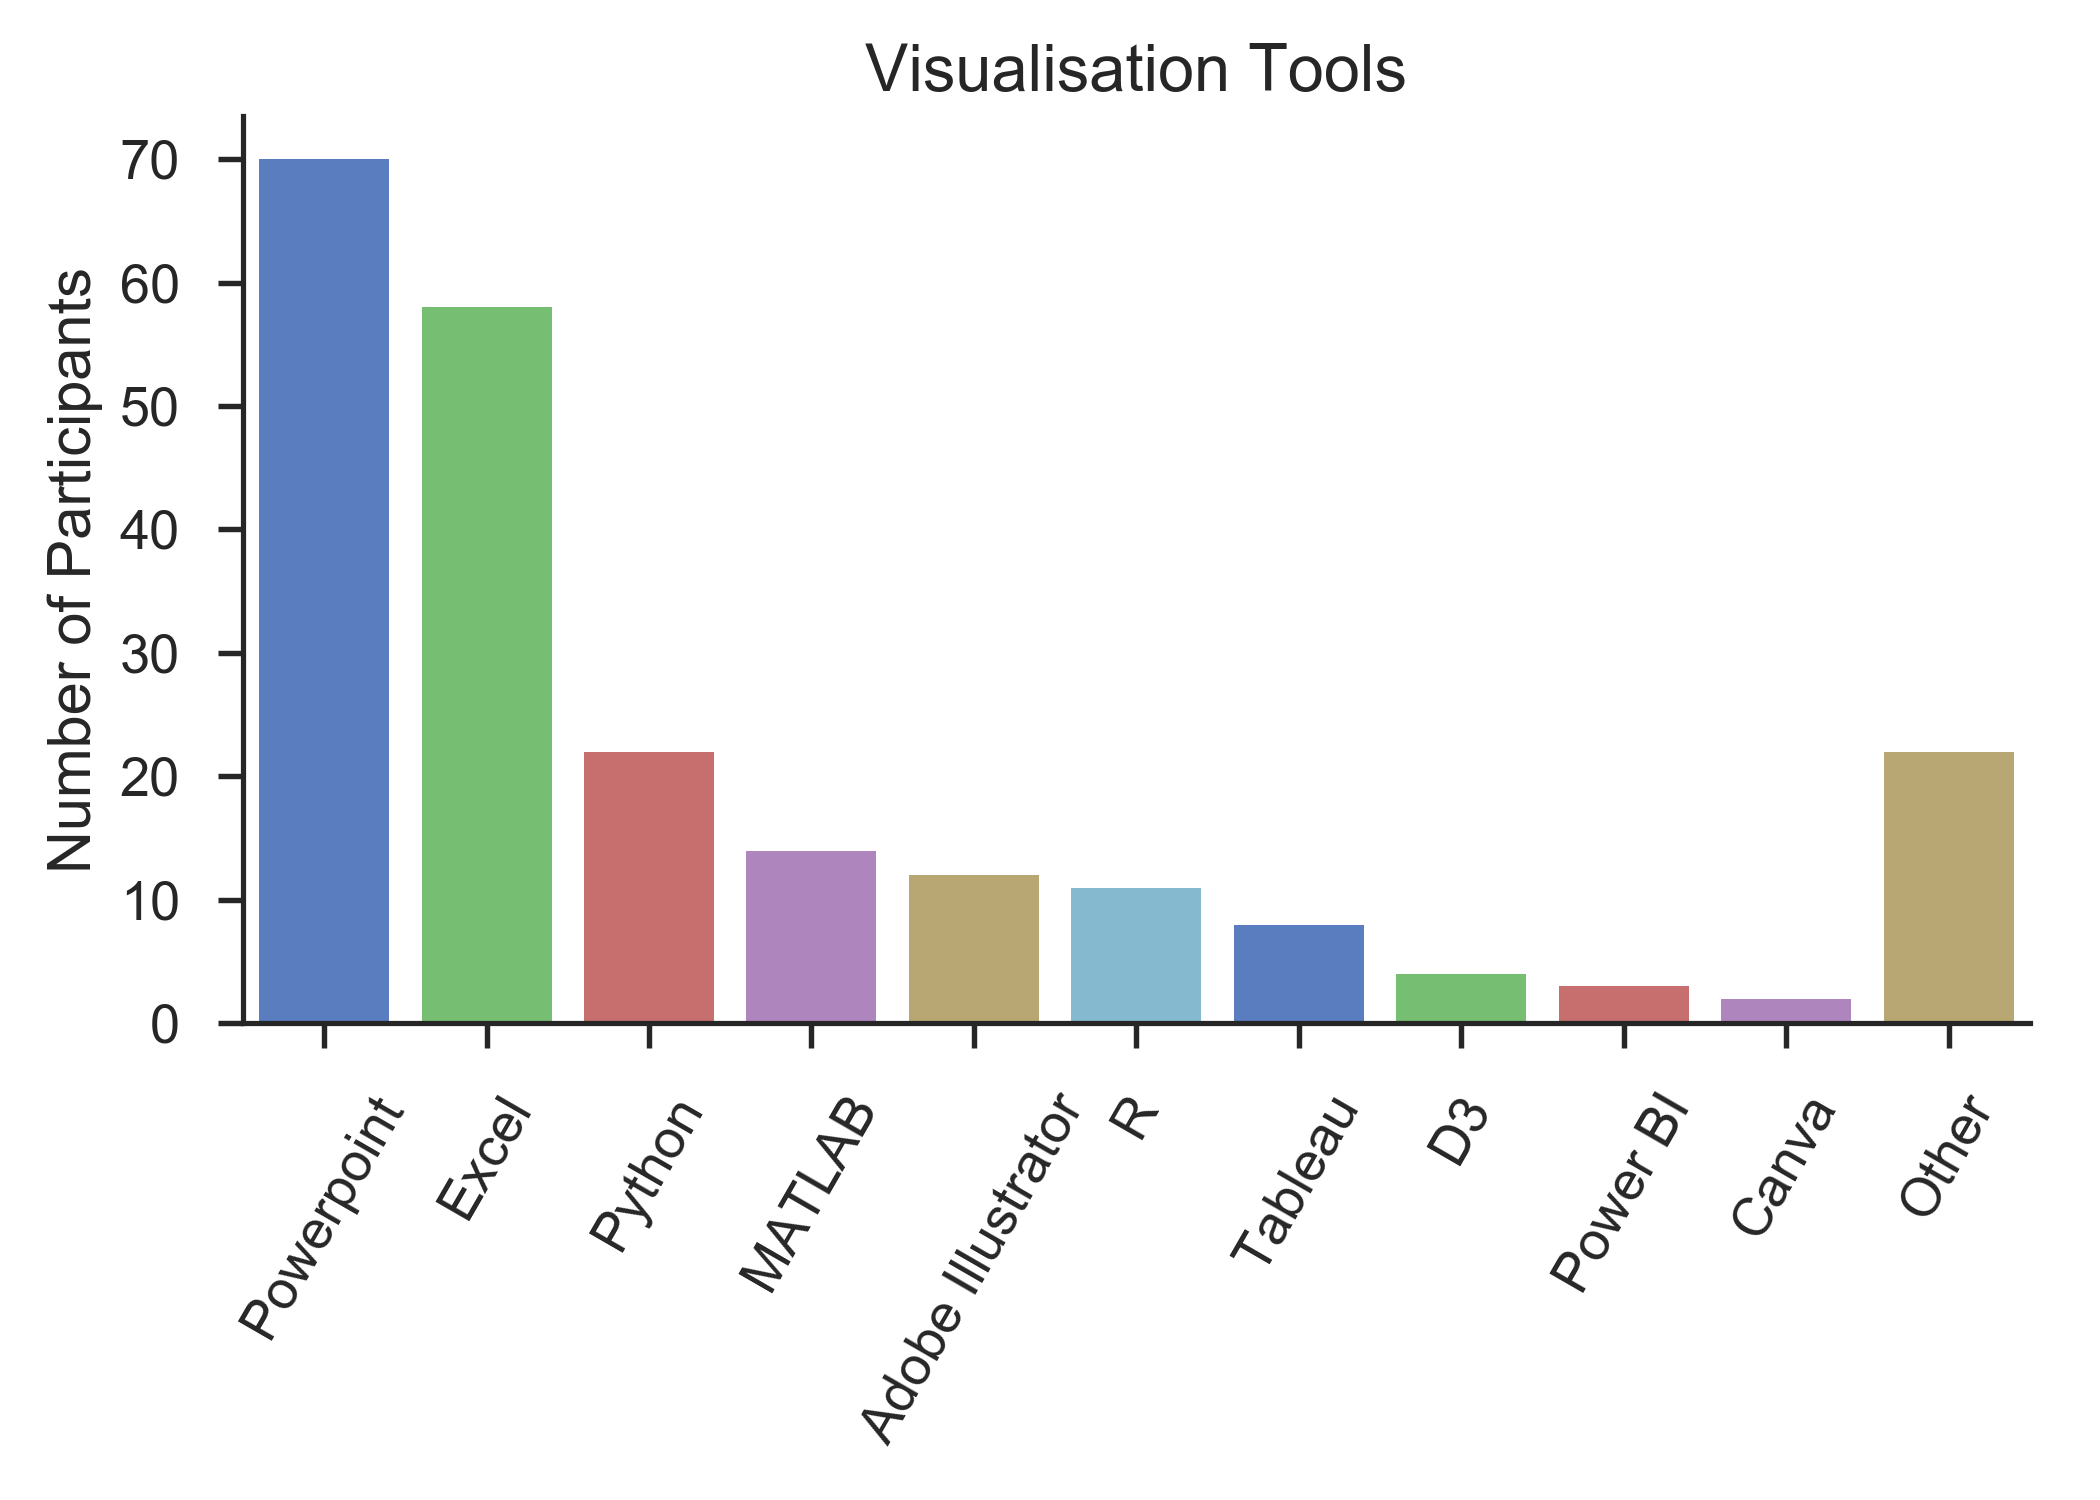 Visualisation Tools
Number of Participants
70
60
50
40
30
20
10
0
Powerpoint
Excel
Python
MATLAB
Adobe Illustrator
R
Tableau
D3
Power BI
Canva
Other